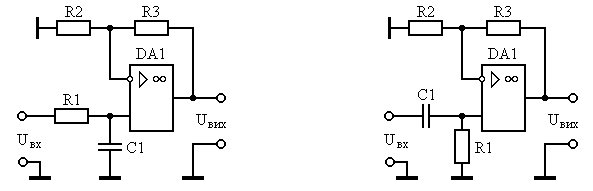 R2 R3
DA1
▷ ∞
R1
C1
Uвх
Uвих
R2 R3
DA1
▷ ∞
C1
R1
Uвх
Uвих